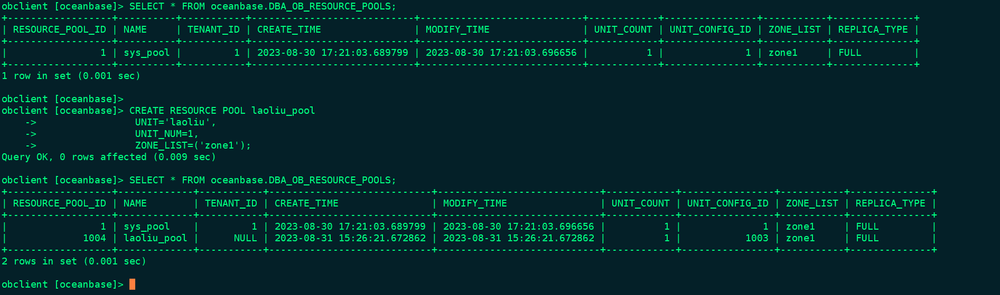 obclient [oceanbase]> SELECT * FROM oceanbase.DBA_OB_RESOURCE_POOLS;
+------------------+----------+-----------+----------------------------+----------------------------+------------+----------------+-----------+--------------+
| RESOURCE_POOL_ID | NAME     | TENANT_ID | CREATE_TIME                | MODIFY_TIME                | UNIT_COUNT | UNIT_CONFIG_ID | ZONE_LIST | REPLICA_TYPE |
+------------------+----------+-----------+----------------------------+----------------------------+------------+----------------+-----------+--------------+
|                1 | sys_pool |         1 | 2023-08-30 17:21:03.689799 | 2023-08-30 17:21:03.696656 |          1 |              1 | zone1     | FULL         |
+------------------+----------+-----------+----------------------------+----------------------------+------------+----------------+-----------+--------------+
1 row in set (0.001 sec)

obclient [oceanbase]>
obclient [oceanbase]> CREATE RESOURCE POOL laoliu_pool
    ->                 UNIT='laoliu',
    ->                 UNIT_NUM=1,
    ->                 ZONE_LIST=('zone1');
Query OK, 0 rows affected (0.009 sec)

obclient [oceanbase]> SELECT * FROM oceanbase.DBA_OB_RESOURCE_POOLS;
+------------------+-------------+-----------+----------------------------+----------------------------+------------+----------------+-----------+--------------+
| RESOURCE_POOL_ID | NAME        | TENANT_ID | CREATE_TIME                | MODIFY_TIME                | UNIT_COUNT | UNIT_CONFIG_ID | ZONE_LIST | REPLICA_TYPE |
+------------------+-------------+-----------+----------------------------+----------------------------+------------+----------------+-----------+--------------+
|                1 | sys_pool    |         1 | 2023-08-30 17:21:03.689799 | 2023-08-30 17:21:03.696656 |          1 |              1 | zone1     | FULL         |
|             1004 | laoliu_pool |      NULL | 2023-08-31 15:26:21.672862 | 2023-08-31 15:26:21.672862 |          1 |           1003 | zone1     | FULL         |
+------------------+-------------+-----------+----------------------------+----------------------------+------------+----------------+-----------+--------------+
2 rows in set (0.001 sec)

obclient [oceanbase]>